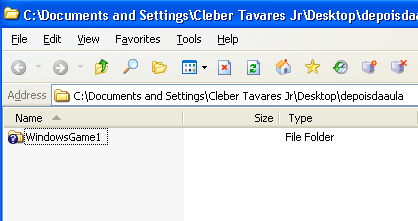 C:\Documents and Settings\Cleber Tavares Jr\Desktop\depoisda
File Edit View Favorites Tools Help
Address C:\Documents and Settings\Cleber Tavares Jr\Desktop\depoisdaaula
Name Size Type
WindowsGame1 File Folder